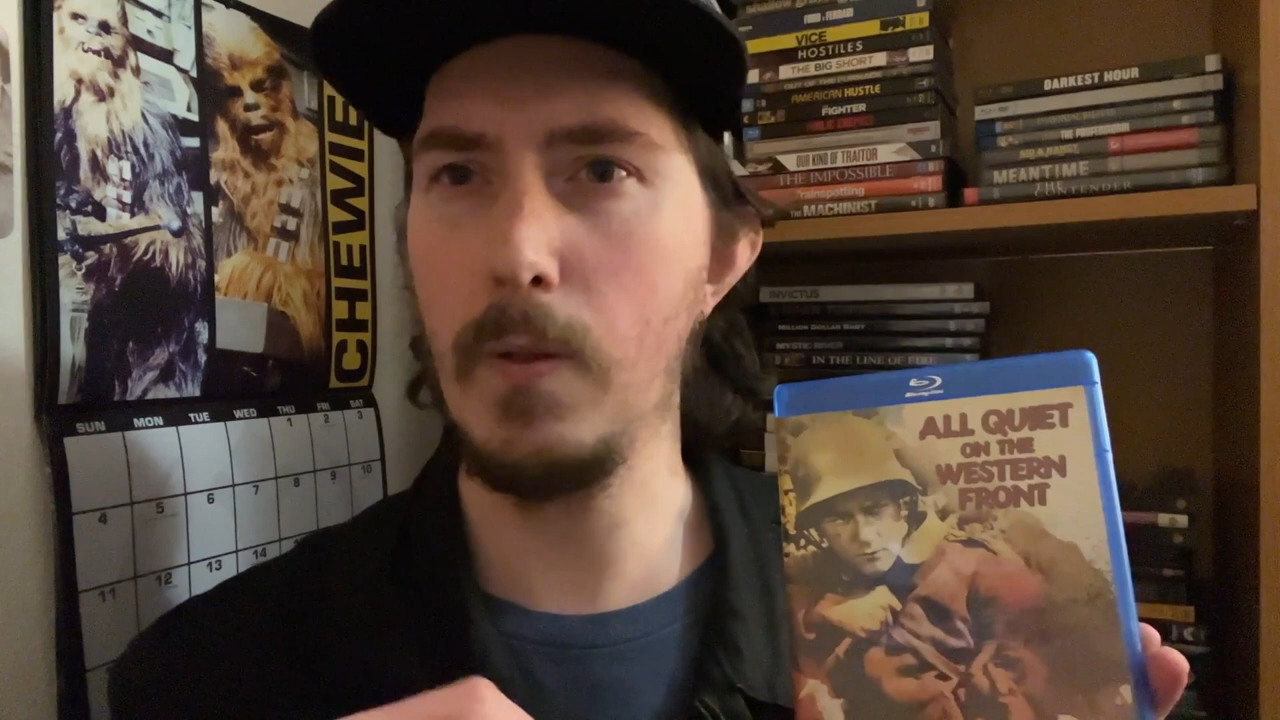 CHEWIE
SUN MON TUE WED THU FRI SAT
1 2 3
4 5 6 7 8 9 10
11 12 13 14
VICE
HOSTILES
THE BIG SHORT
AMERICAN HUSTLE
FIGHTER
OUR KIND OF TRAITOR
THE IMPOSSIBLE
rainspotting
THE MACHINIST
DARKEST HOUR
THE PROFESSIONAL
MEANTIME
CONTENDER
INVICTUS
MILLION DOLLAR BABY
MYSTIC RIVER
IN THE LINE OF FIRE
Blu-ray Disc
ALL QUIET
ON THE
WESTERN
FRONT